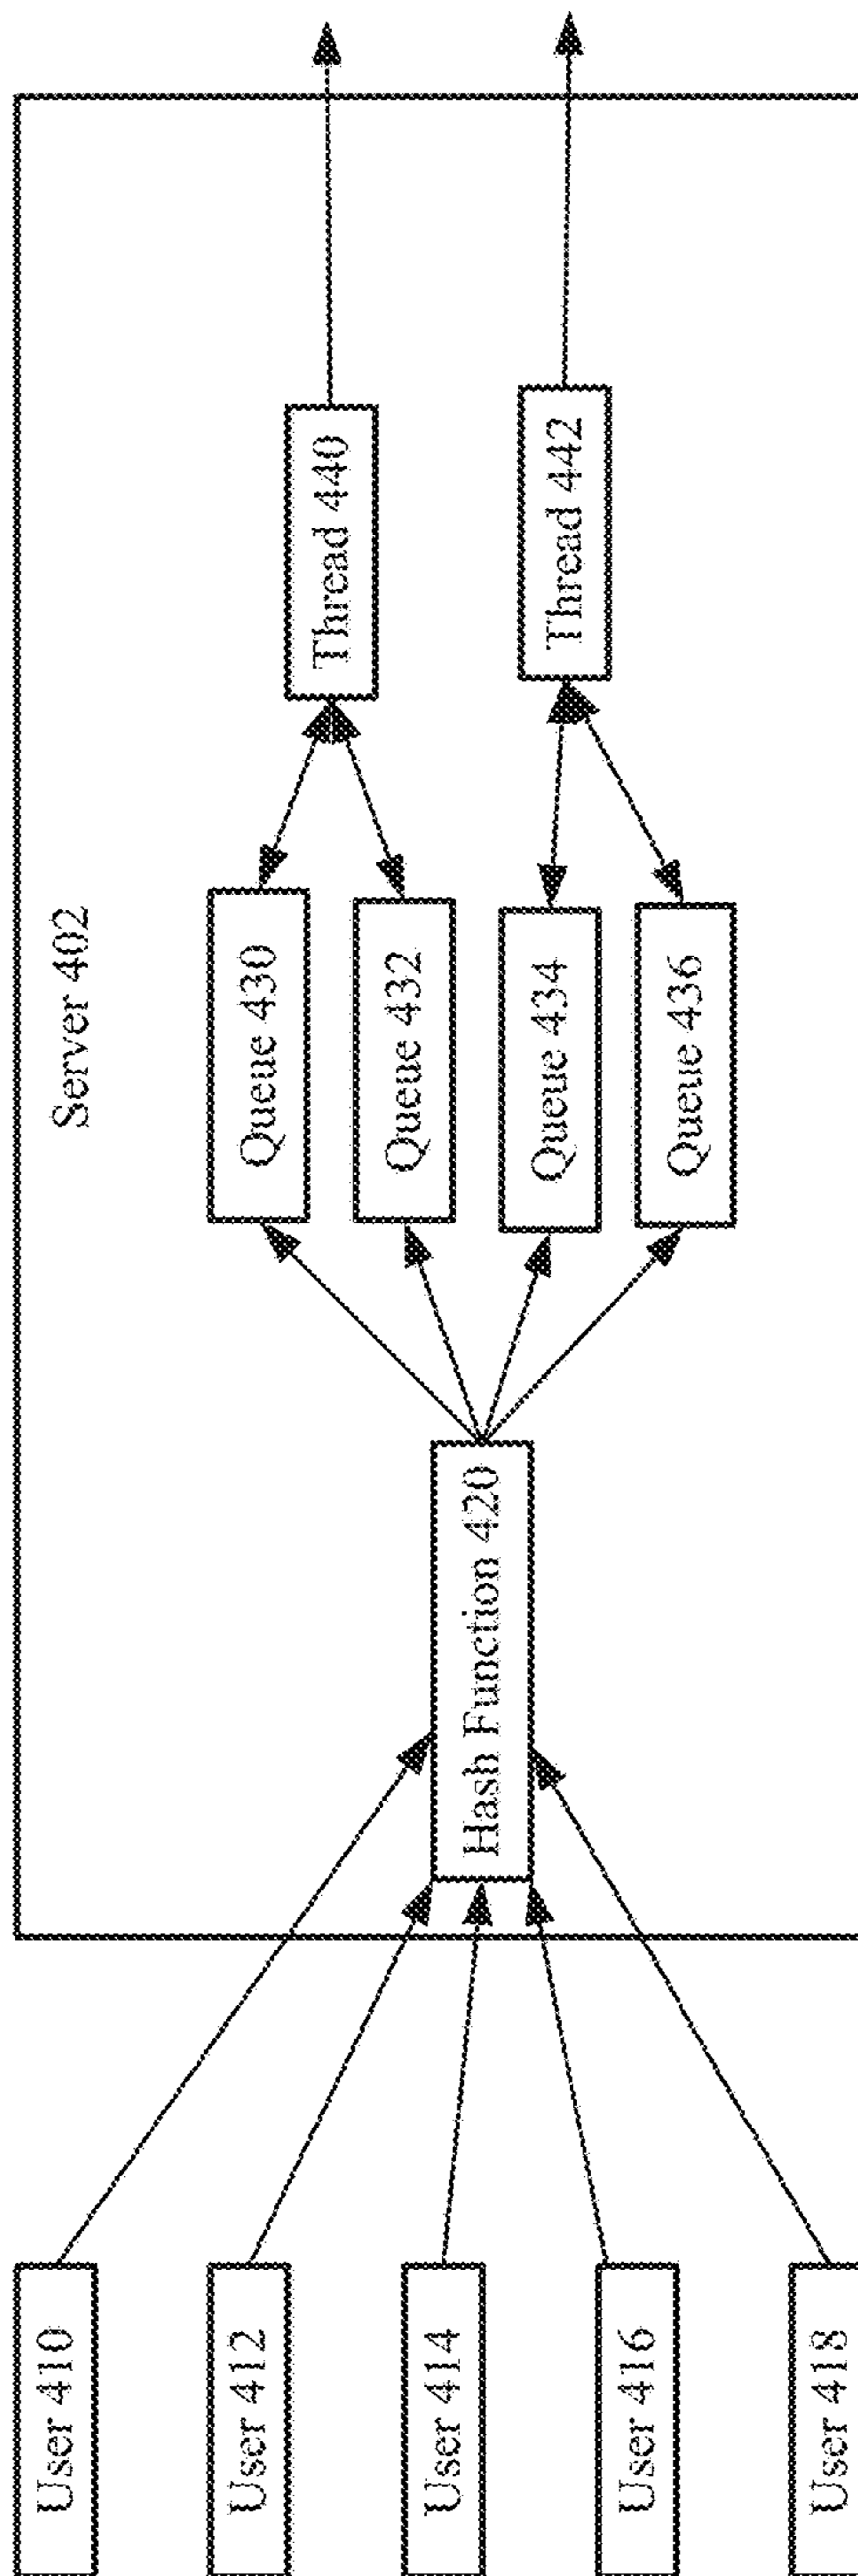 Server 402
User 410
User 412
User 414
User 416
User 418
Hash Function 420
Queue 430
Queue 432
Queue 434
Queue 436
Thread 440
Thread 442